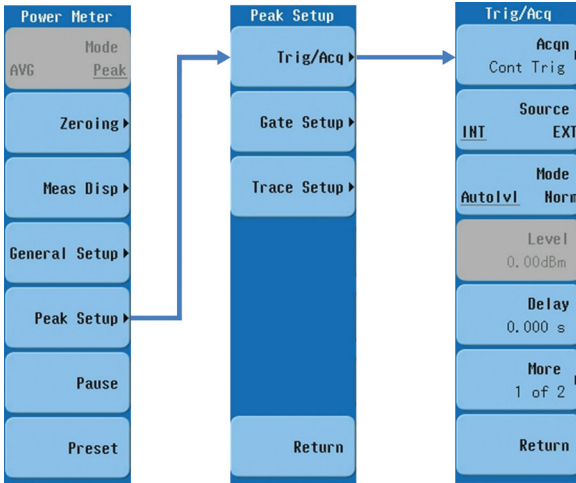 Power Meter
Mode
AVG Peak
Zeroing
Meas Disp
General Setup
Peak Setup
Pause
Preset
Peak Setup
Trig/Acq
Gate Setup
Trace Setup
Return
Trig/Acq
Acqn
Cont Trig
Source
INT EXT
Mode
Autolvl Norm
Level
0.00dBm
Delay
0.000 s
More
1 of 2
Return